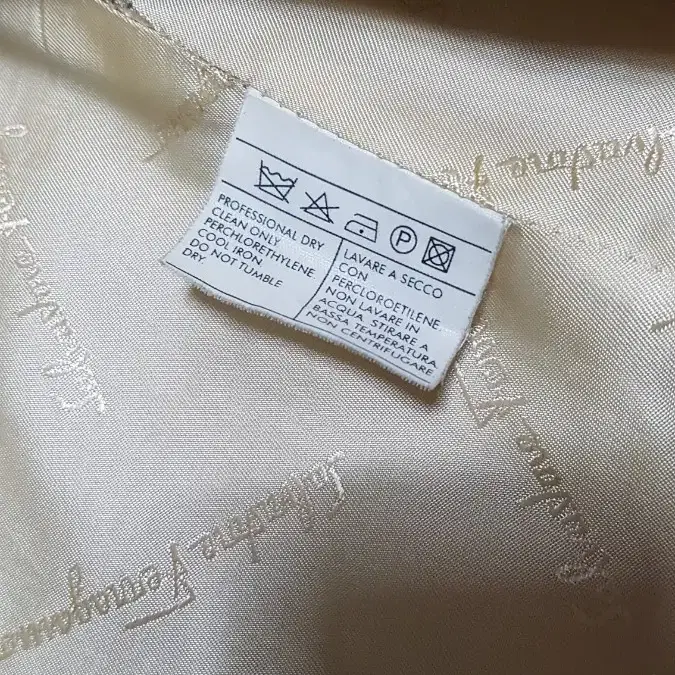 PROFESSIONAL DRY
CLEAN ONLY
PERCHLORETHYLENE
COOL IRON
DO NOT TUMBLE
DRY
P
LAVARE A SECCO
CON
PERCLOROETILENE
NON LAVARE IN
ACQUA. STIRARE A
BASSA TEMPERATURA
NON CENTRIFUGARE
Salvatore Ferragamo